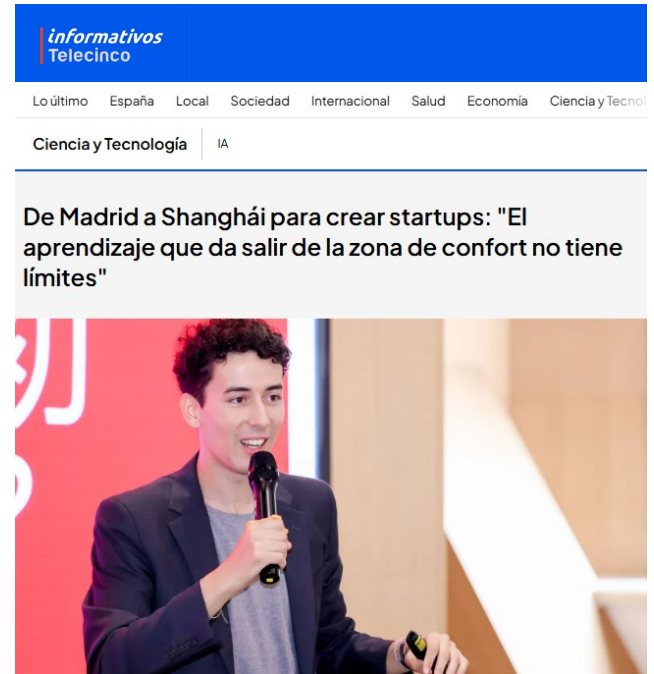 informativos
Telecinco
Lo último España Local Sociedad Internacional Salud Economía Ciencia y
Ciencia y Tecnología IA
De Madrid a Shanghái para crear startups: "El
aprendizaje que da salir de la zona de confort no tiene
límites"